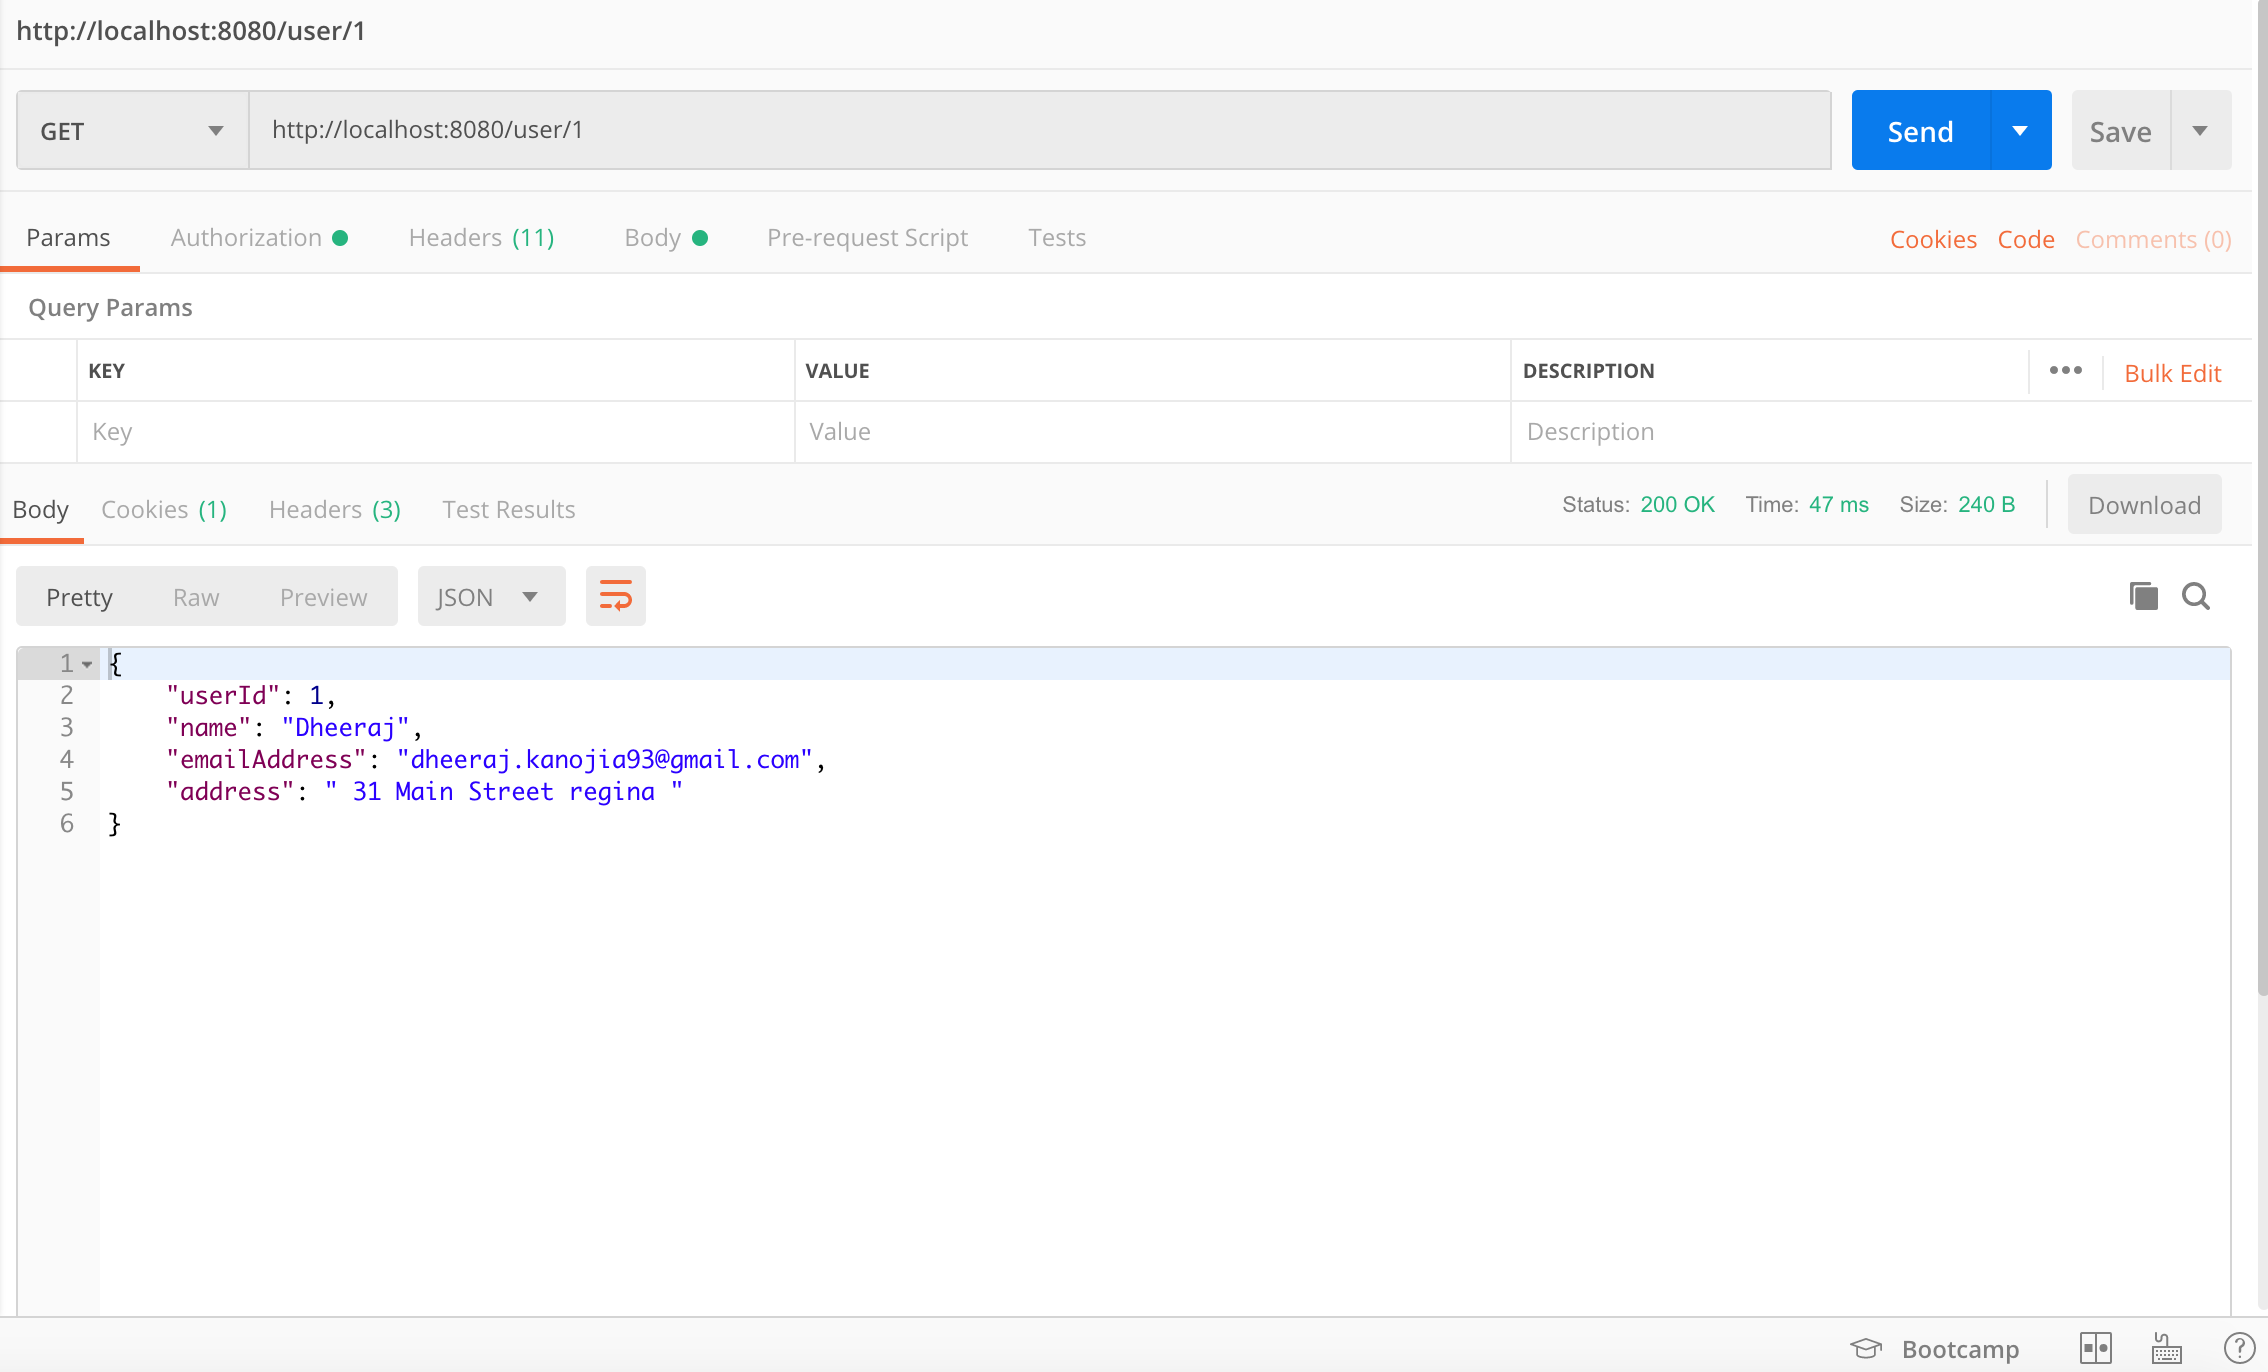 http://localhost:8080/user/1
GET http://localhost:8080/user/1 Send Save
Params Authorization Headers (11) Body Pre-request Script Tests Cookies Code Comments (0)
Query Params
KEY VALUE DESCRIPTION ••• Bulk Edit
Key Value Description
Body Cookies (1) Headers (3) Test Results Status: 200 OK Time: 47 ms Size: 240 B Download
Pretty Raw Preview JSON
1 {
2 "userId": 1,
3 "name": "Dheeraj",
4 "emailAddress": "dheeraj.kanojia93@gmail.com",
5 "address": " 31 Main Street regina "
6 }
Bootcamp ?